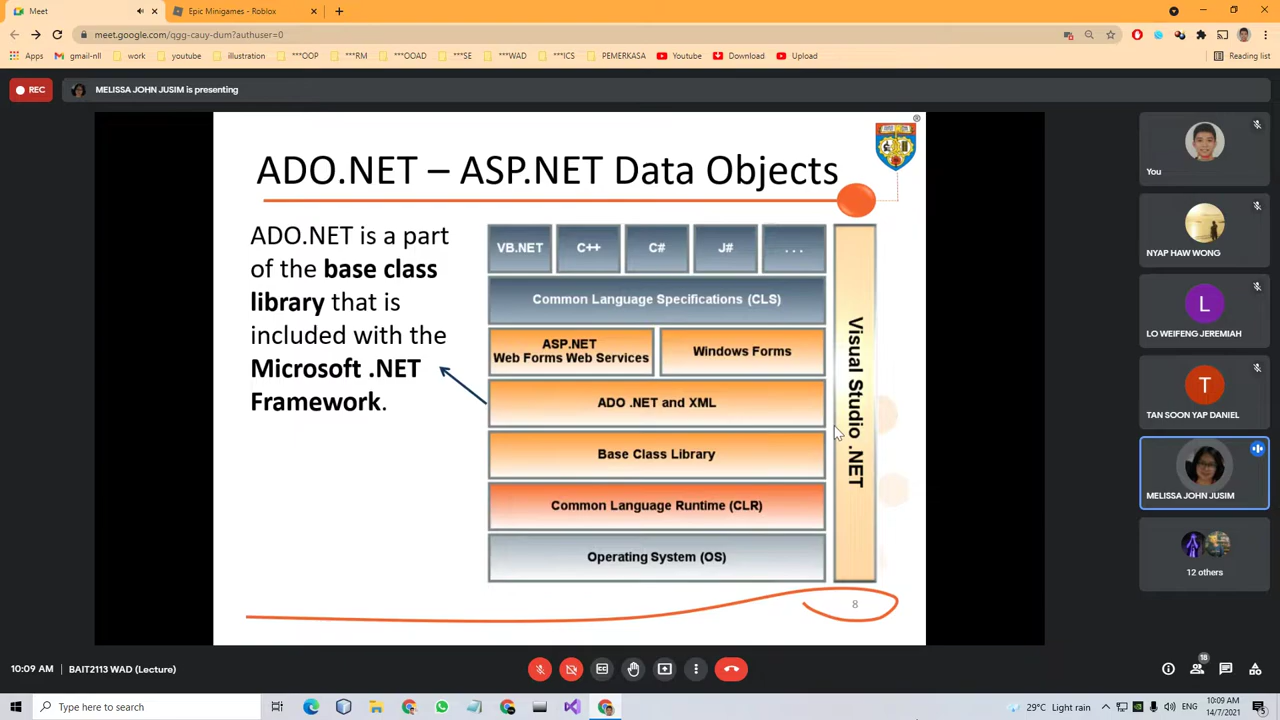 Meet
Epic Minigames - Roblox
meet.google.com/qgg-cauy-dum?authuser=0
Apps
gmail-nll
work
youtube
illustration
***OOP
***RM
***OOAD
***SE
***WAD
***ICS
PEMERKASA
Youtube
Download
Upload
Reading list
REC
MELISSA JOHN JUSIM is presenting
ADO.NET – ASP.NET Data Objects
®
ADO.NET is a part
of the base class
library that is
included with the
Microsoft .NET
Framework.
VB.NET
C++
C#
J#
...
Common Language Specifications (CLS)
ASP.NET
Web Forms Web Services
Windows Forms
ADO .NET and XML
Base Class Library
Common Language Runtime (CLR)
Operating System (OS)
Visual Studio .NET
8
You
NYAP HAW WONG
L
LO WEIFENG JEREMIAH
T
TAN SOON YAP DANIEL
MELISSA JOHN JUSIM
12 others
10:09 AM | BAIT2113 WAD (Lecture)
18
Type here to search
29°C Light rain
10:09 AM
14/7/2021